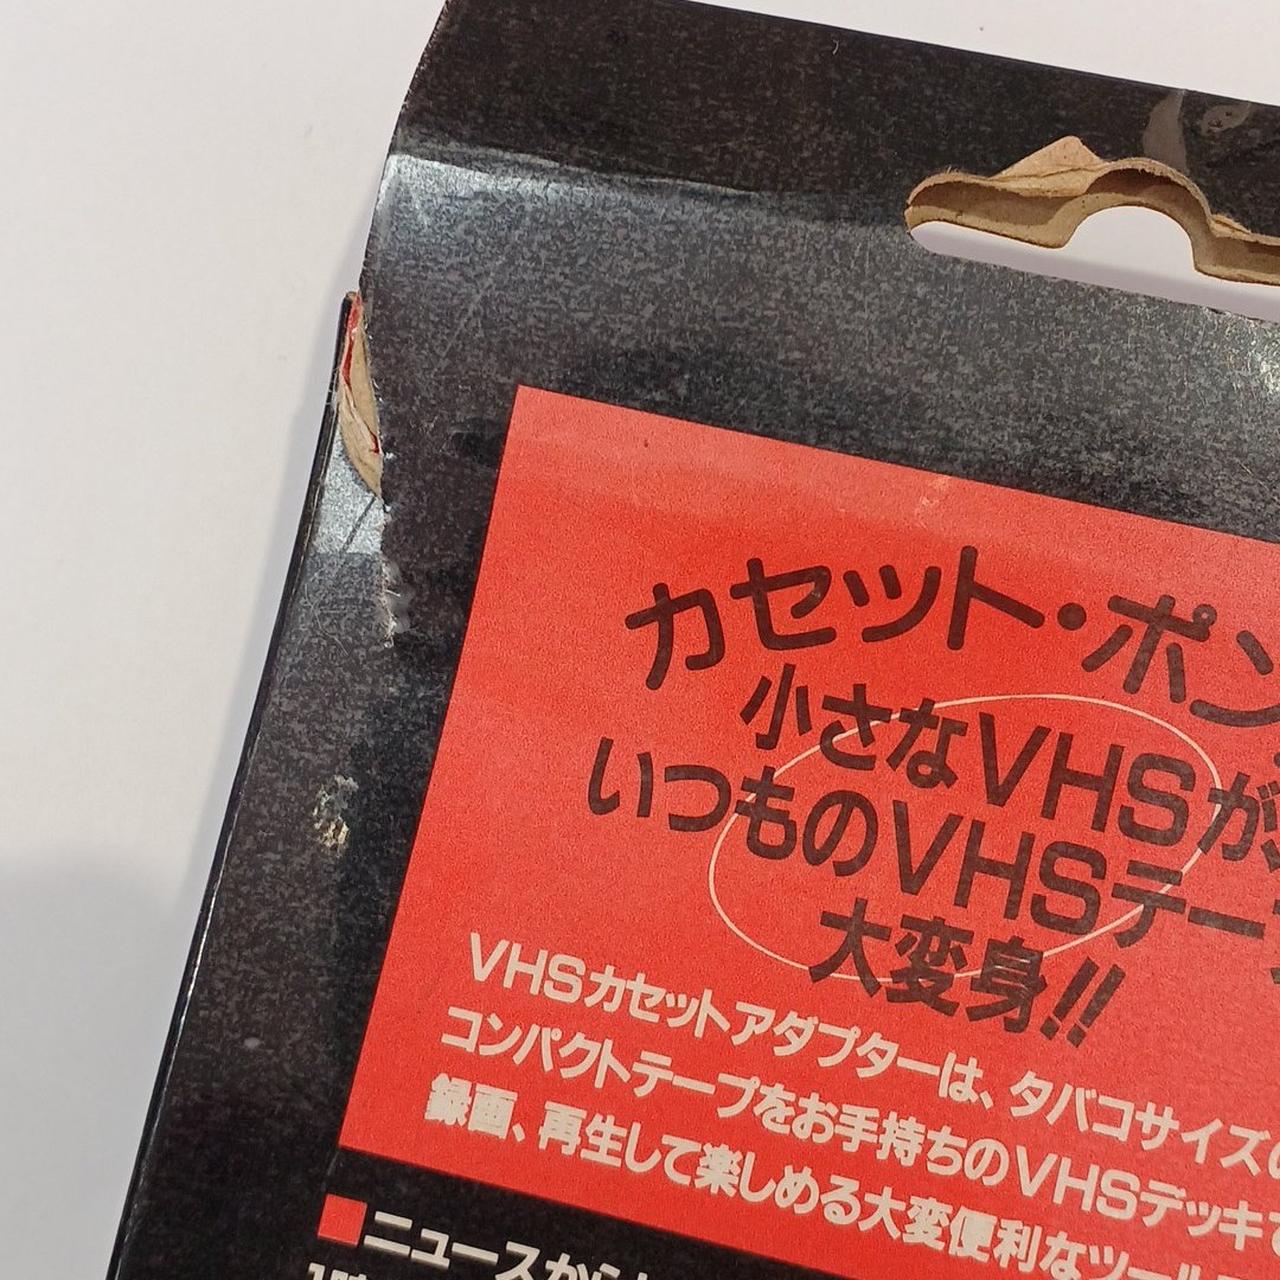 カセット・ポン
小さなVHSが
いつものVHSテー
大変身!!
VHSカセットアダプターは、タバコサイズ
コンパクトテープをお手持ちのVHSデッキ
録画、再生して楽しめる大変便利なツール
■ニュースから